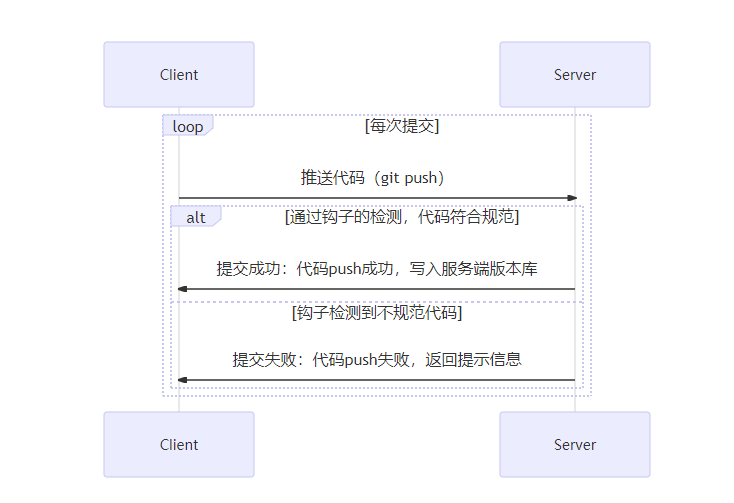 Client
Server
loop
[每次提交]
推送代码（git push）
alt
[通过钩子的检测，代码符合规范]
提交成功：代码push成功，写入服务端版本库
[钩子检测到不规范代码]
提交失败：代码push失败，返回提示信息
Client
Server